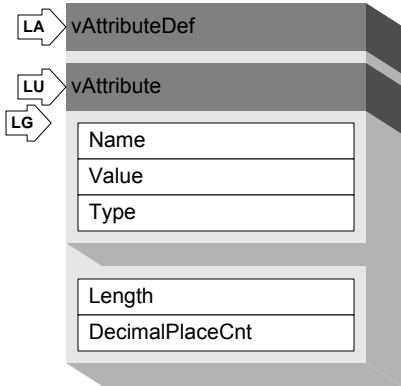 LA vAttributeDef
LU vAttribute
LG
Name
Value
Type
Length
DecimalPlaceCnt